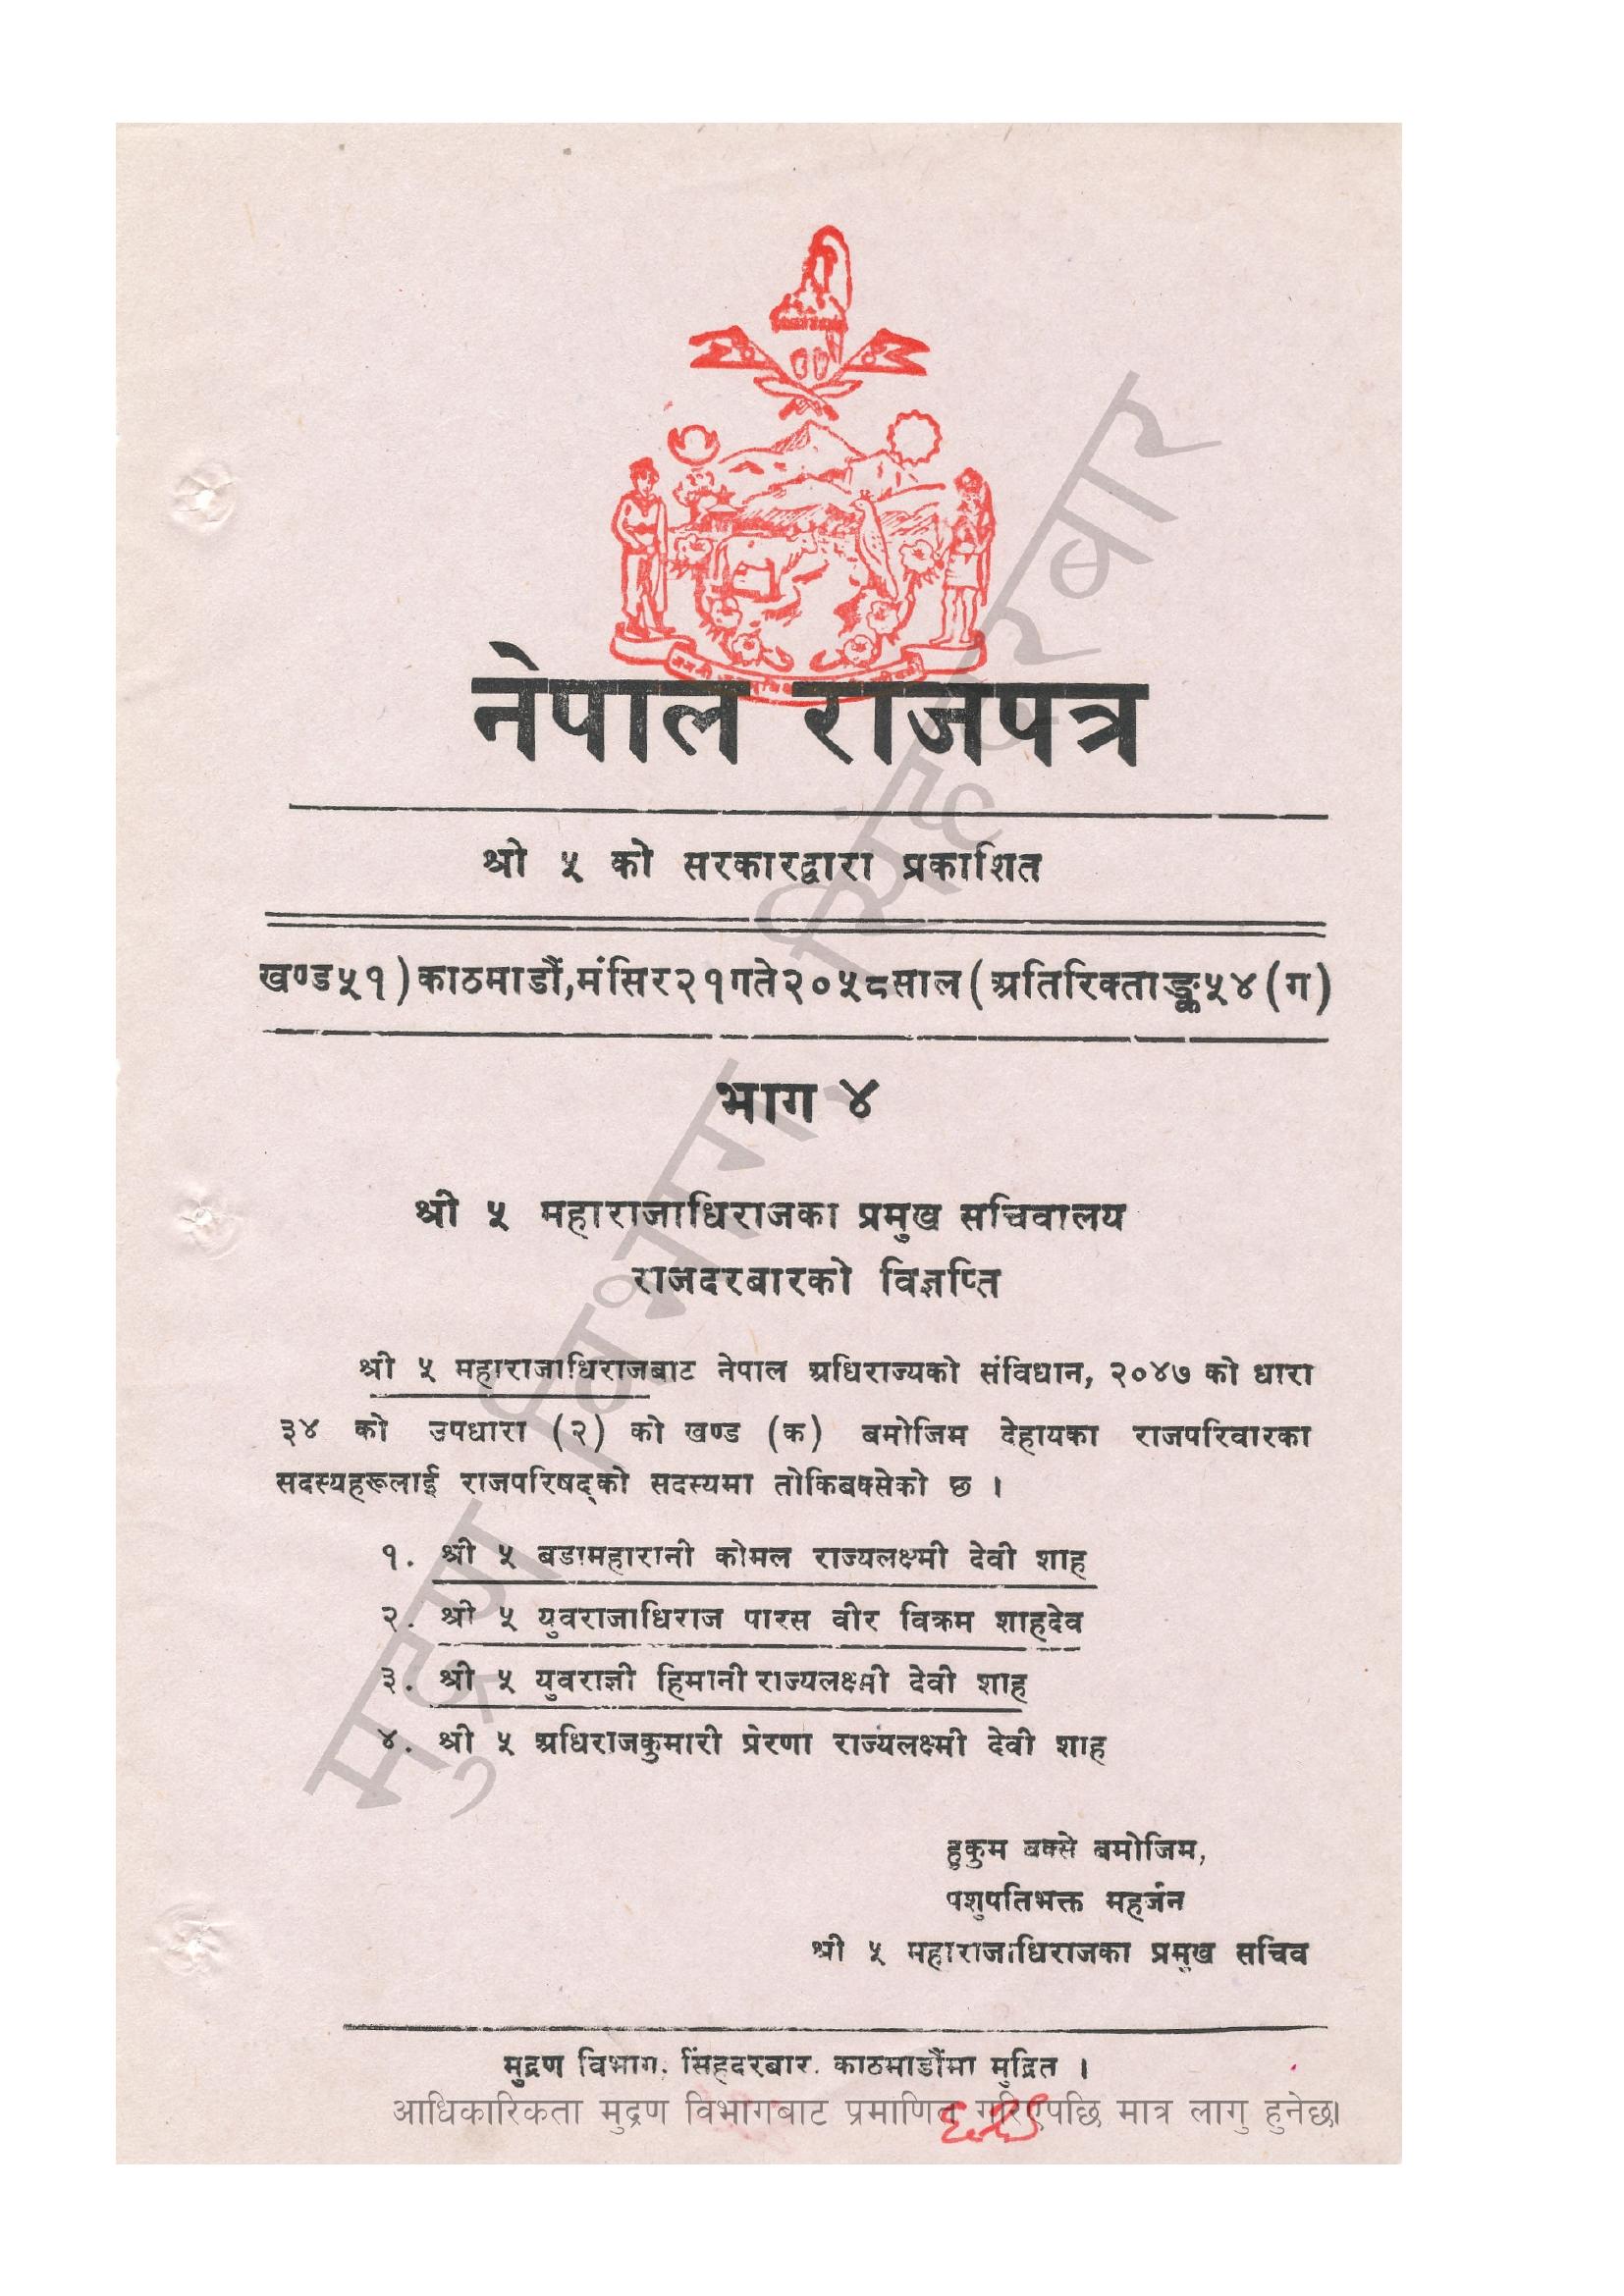 नेपाल राजपत्र
श्री ५ को सरकारद्वारा प्रकाशित
खण्ड५१)काठमाडौं,मंसिर२१गते२०५८साल(अतिरिक्ताङ्क५४(ग)
भाग ४
श्री ५ महाराजाधिराजका प्रमुख सचिवालय
राजदरबारको विज्ञप्ति
श्री ५ महाराजाधिराजबाट नेपाल अधिराज्यको संविधान, २०४७ को धारा
३४ को उपधारा (२) को खण्ड (क) बमोजिम देहायका राजपरिवारका
सदस्यहरूलाई राजपरिषद्को सदस्यमा तोकिबक्सेको छ ।
१. श्री ५ बडामहारानी कोमल राज्यलक्ष्मी देवी शाह
२. श्री ५ युवराजाधिराज पारस वीर विक्रम शाहदेव
३. श्री ५ युवराज्ञी हिमानी राज्यलक्ष्मी देवी शाह
४. श्री ५ अधिराजकुमारी प्रेरणा राज्यलक्ष्मी देवी शाह
हुकुम बक्से बमोजिम,
पशुपतिभक्त महर्जन
श्री ५ महाराजाधिराजका प्रमुख सचिव
मुद्रण विभाग, सिंहदरबार, काठमाडौंमा मुद्रित ।
आधिकारिकता मुद्रण विभागबाट प्रमाणित गरिएपछि मात्र लागु हुनेछ।
मुद्रण विभाग, सिंहदरबार